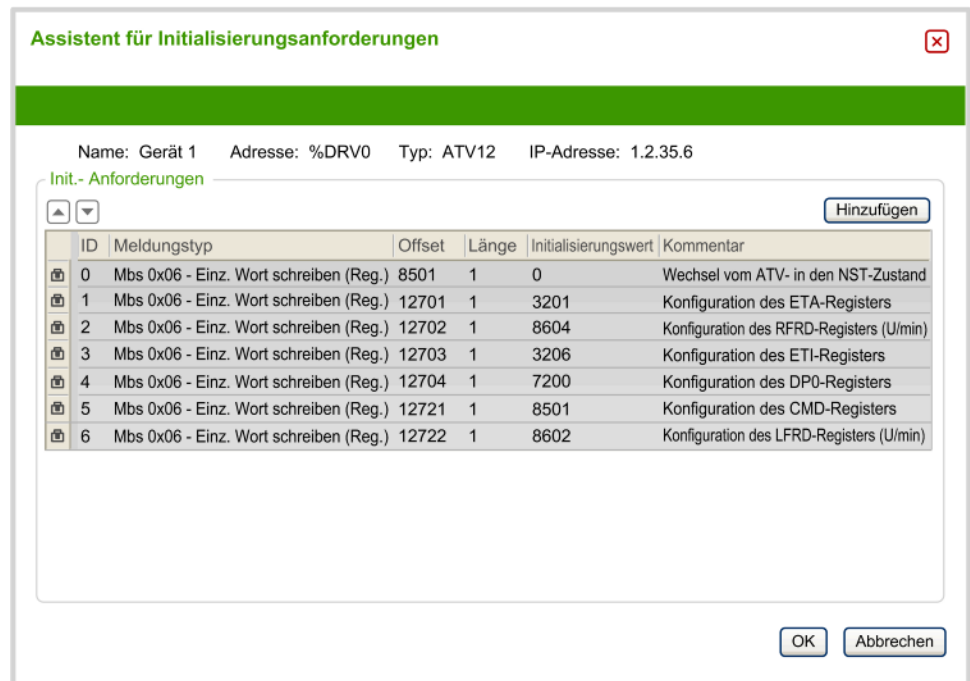 Assistent für Initialisierungsanforderungen
Name: Gerät 1 Adresse: %DRV0 Typ: ATV12 IP-Adresse: 1.2.35.6
Init.- Anforderungen
Hinzufügen
ID Meldungstyp Offset Länge Initialisierungswert Kommentar
0 Mbs 0x06 - Einz. Wort schreiben (Reg.) 8501 1 0 Wechsel vom ATV- in den NST-Zustand
1 Mbs 0x06 - Einz. Wort schreiben (Reg.) 12701 1 3201 Konfiguration des ETA-Registers
2 Mbs 0x06 - Einz. Wort schreiben (Reg.) 12702 1 8604 Konfiguration des RFRD-Registers (U/min)
3 Mbs 0x06 - Einz. Wort schreiben (Reg.) 12703 1 3206 Konfiguration des ETI-Registers
4 Mbs 0x06 - Einz. Wort schreiben (Reg.) 12704 1 7200 Konfiguration des DP0-Registers
5 Mbs 0x06 - Einz. Wort schreiben (Reg.) 12721 1 8501 Konfiguration des CMD-Registers
6 Mbs 0x06 - Einz. Wort schreiben (Reg.) 12722 1 8602 Konfiguration des LFRD-Registers (U/min)
OK Abbrechen